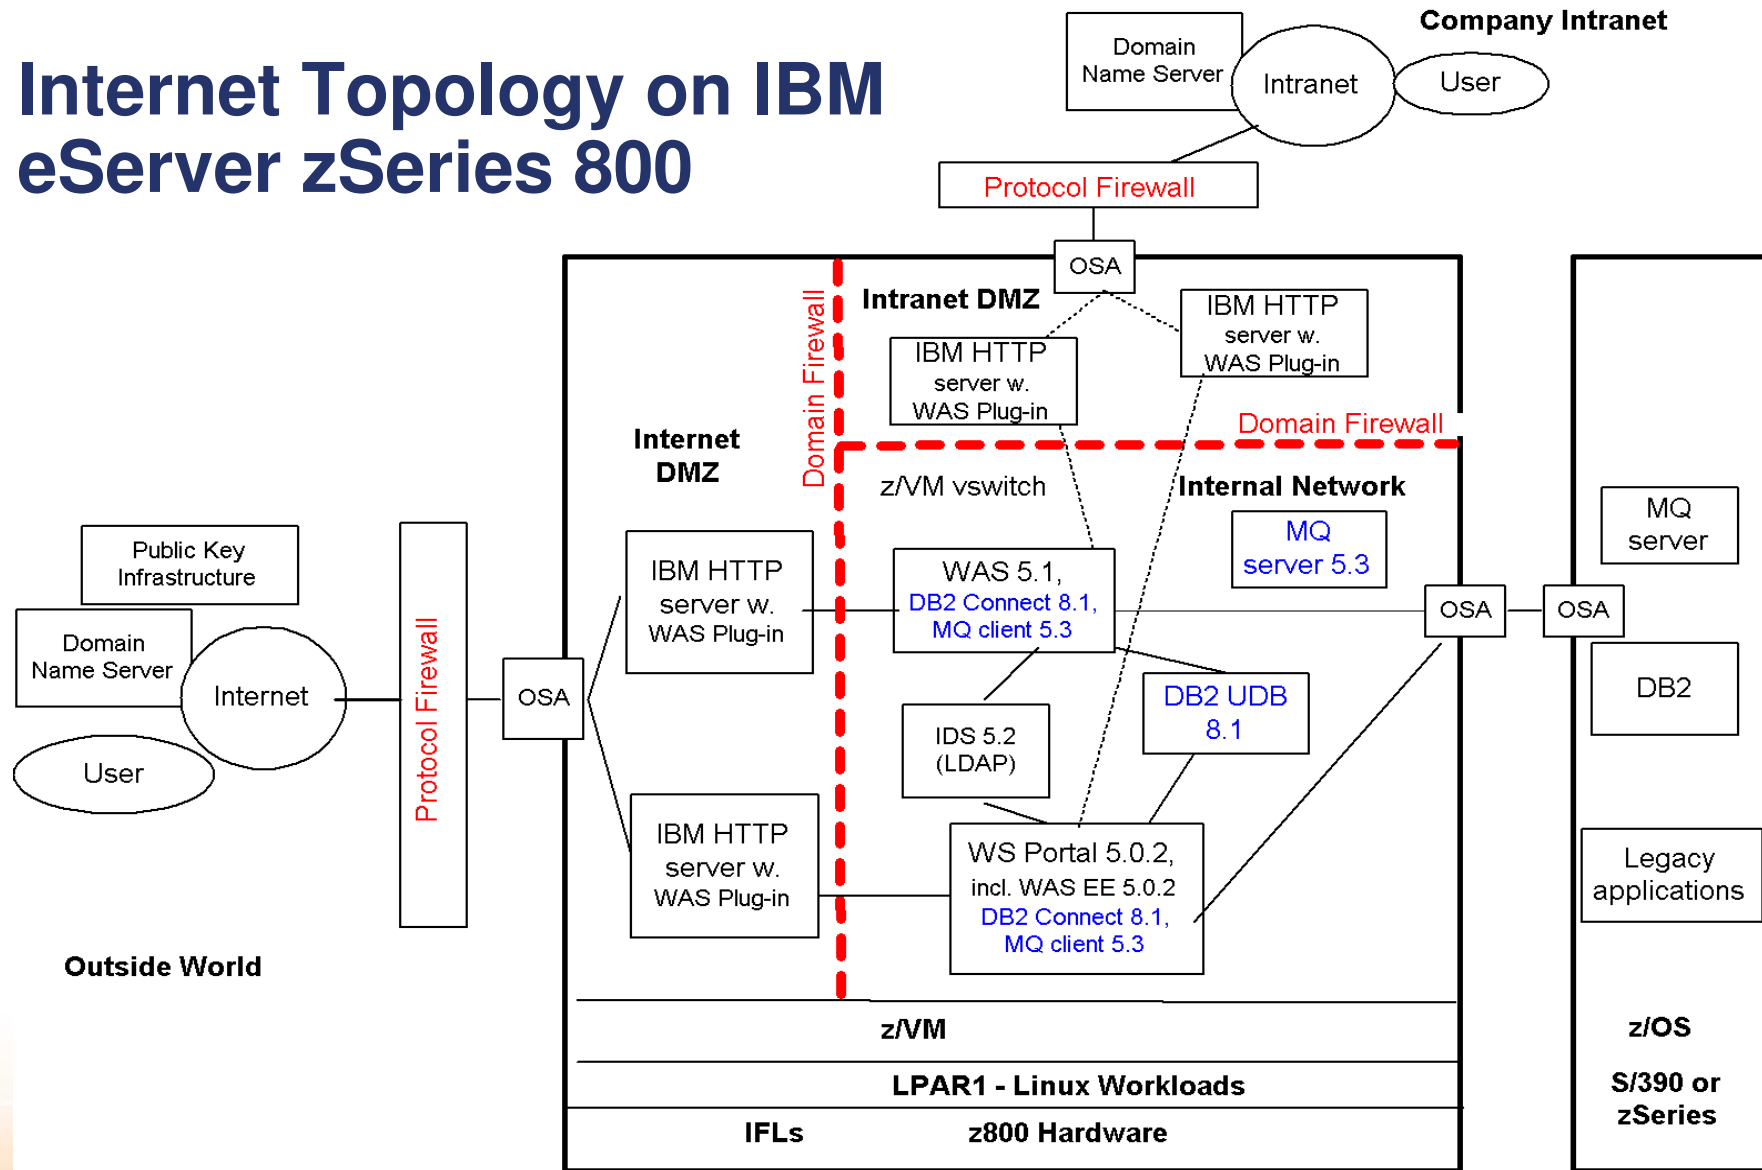 Internet Topology on IBM
eServer zSeries 800
Company Intranet
Domain
Name Server
Intranet
User
Protocol Firewall
OSA
Intranet DMZ
IBM HTTP
server w.
WAS Plug-in
IBM HTTP
server w.
WAS Plug-in
Domain Firewall
Domain Firewall
Internet
DMZ
z/VM vswitch
Internal Network
MQ
server 5.3
MQ
server
Public Key
Infrastructure
Domain
Name Server
Internet
User
Protocol Firewall
OSA
IBM HTTP
server w.
WAS Plug-in
WAS 5.1,
DB2 Connect 8.1,
MQ client 5.3
OSA
OSA
DB2
IDS 5.2
(LDAP)
DB2 UDB
8.1
IBM HTTP
server w.
WAS Plug-in
WS Portal 5.0.2,
incl. WAS EE 5.0.2
DB2 Connect 8.1,
MQ client 5.3
Legacy
applications
Outside World
z/VM
LPAR1 - Linux Workloads
IFLs
z800 Hardware
z/OS
S/390 or
zSeries